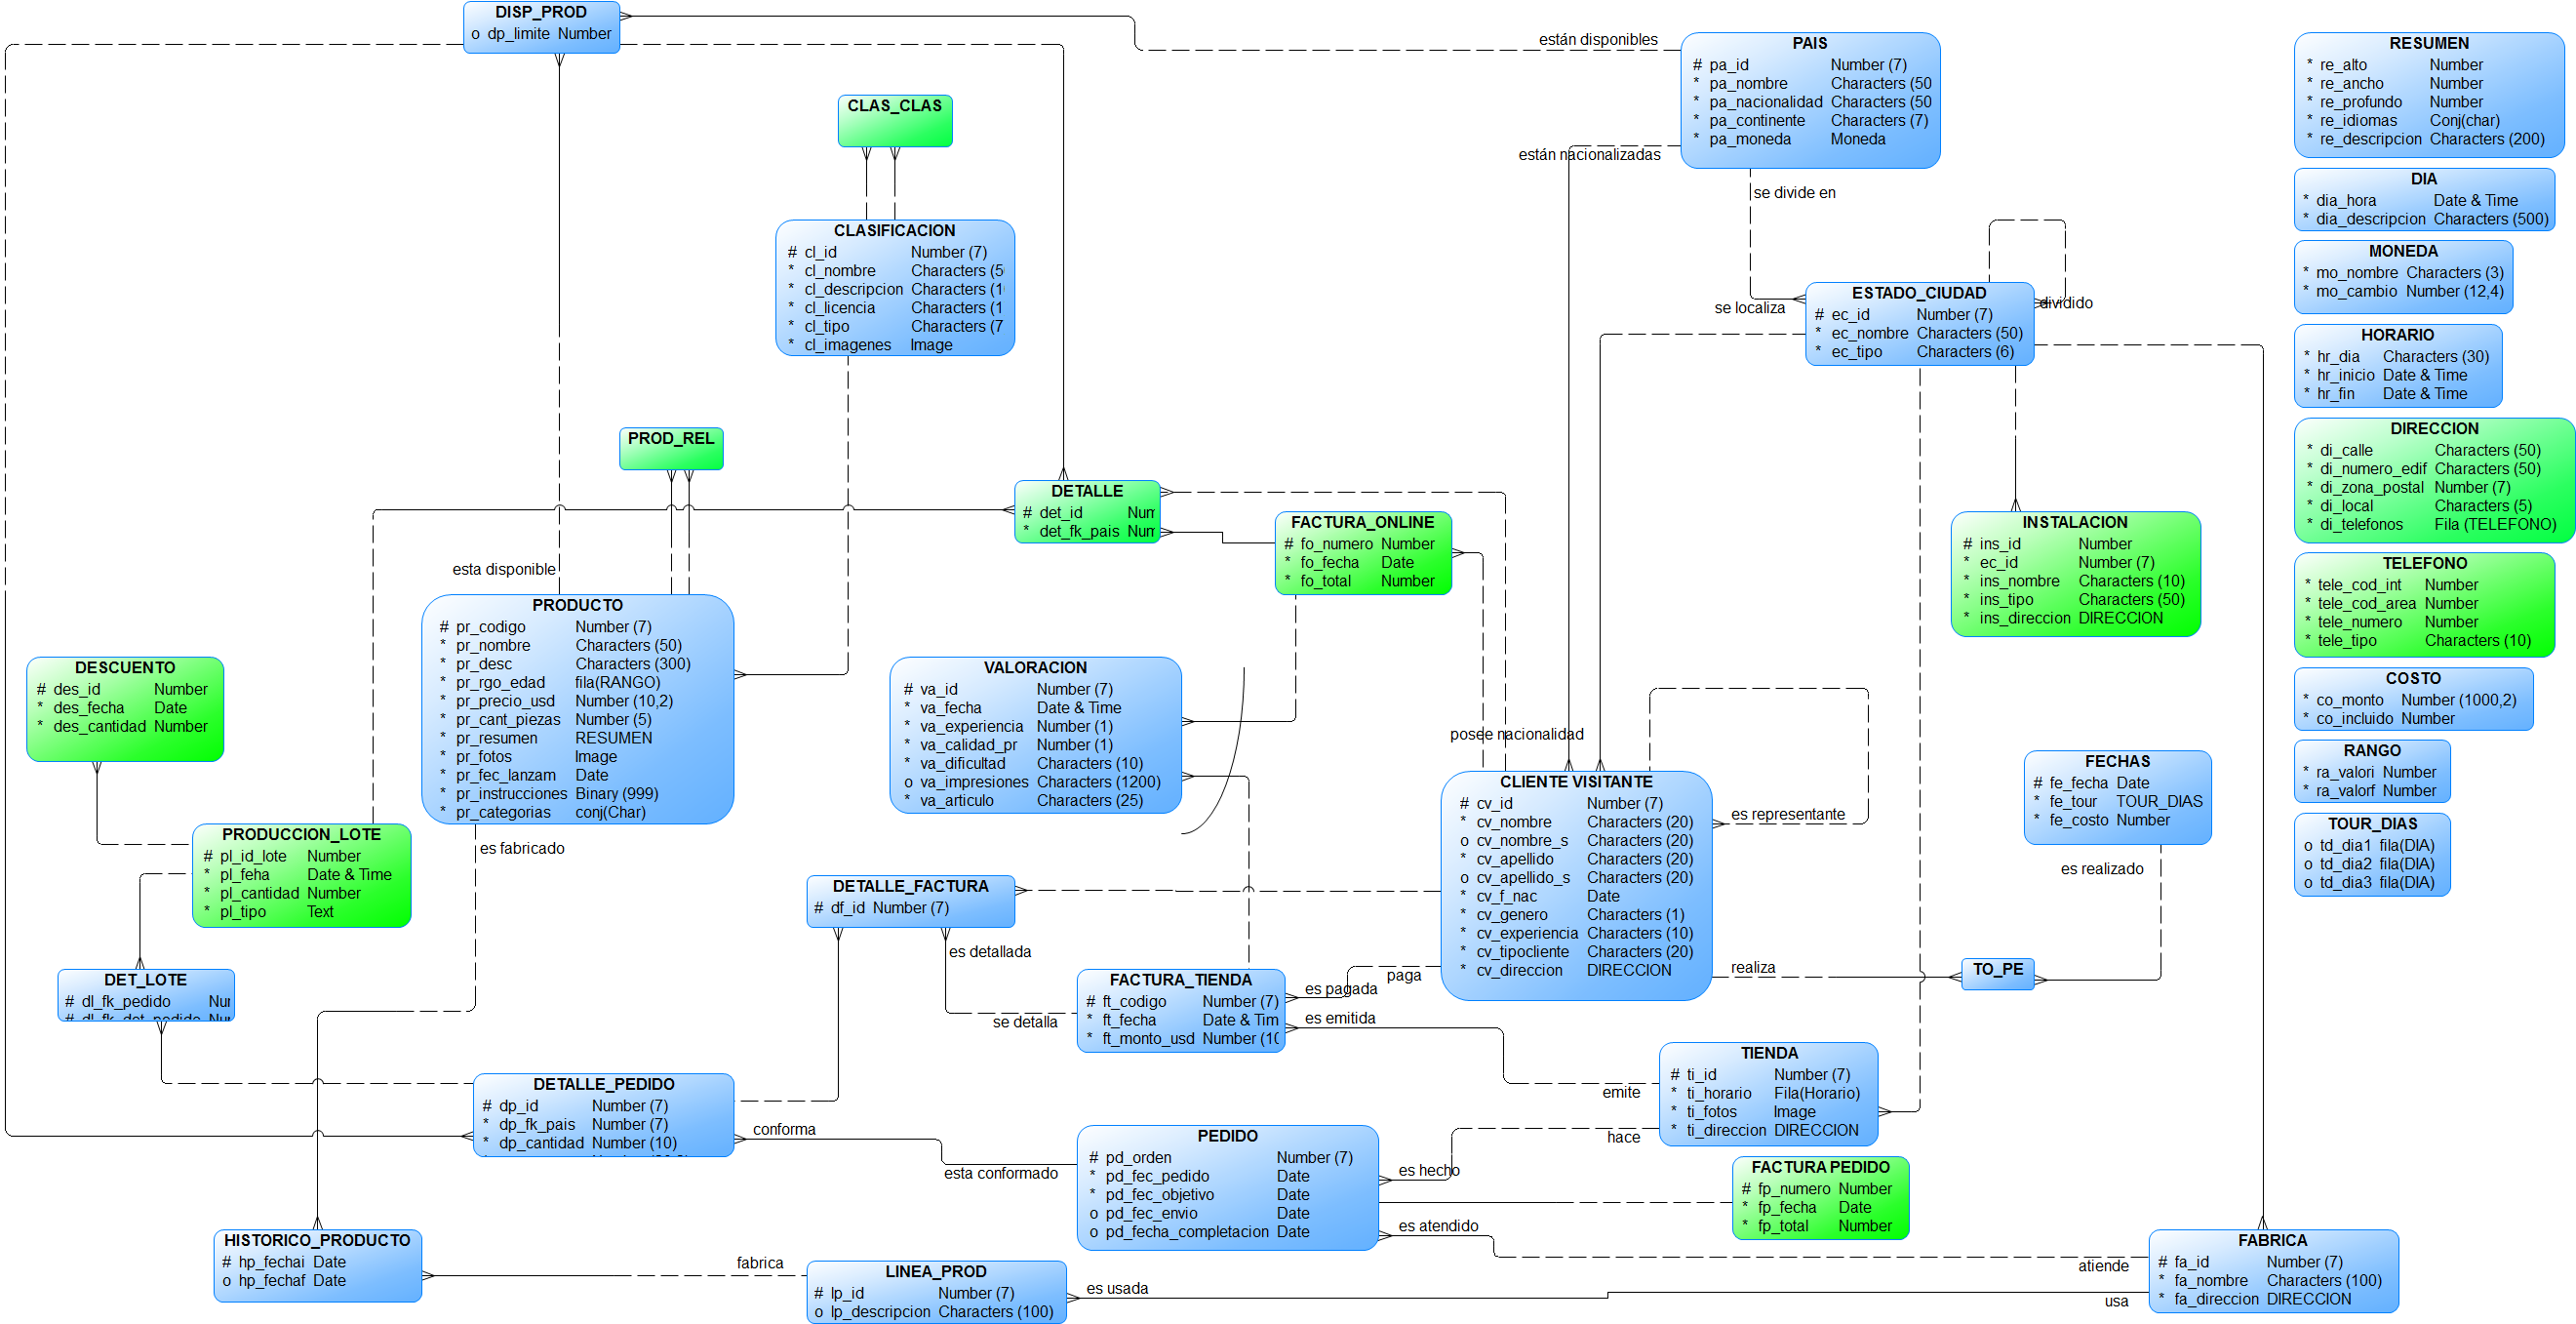 DISP_PROD
o dp_limite Number
están disponibles
PAIS
# pa_id Number (7)
* pa_nombre Characters (50
* pa_nacionalidad Characters (50
* pa_continente Characters (7)
* pa_moneda Moneda
están nacionalizadas
se divide en
RESUMEN
* re_alto Number
* re_ancho Number
* re_profundo Number
* re_idiomas Conj(char)
* re_descripcion Characters (200)
DIA
* dia_hora Date & Time
* dia_descripcion Characters (500)
MONEDA
* mo_nombre Characters (3)
* mo_cambio Number (12,4)
HORARIO
* hr_dia Characters (30)
* hr_inicio Date & Time
* hr_fin Date & Time
DIRECCION
* di_calle Characters (50)
* di_numero_edif Characters (50)
* di_zona_postal Number (7)
* di_local Characters (5)
* di_telefonos Fila (TELEFONO)
TELEFONO
* tele_cod_int Number
* tele_cod_area Number
* tele_numero Number
* tele_tipo Characters (10)
COSTO
* co_monto Number (1000,2)
* co_incluido Number
RANGO
* ra_valori Number
* ra_valorf Number
TOUR_DIAS
o td_dia1 fila(DIA)
o td_dia2 fila(DIA)
o td_dia3 fila(DIA)
CLAS_CLAS
CLASIFICACION
# cl_id Number (7)
* cl_nombre Characters (5
* cl_descripcion Characters (1
* cl_licencia Characters (1
* cl_tipo Characters (7
* cl_imagenes Image
se localiza
ESTADO_CIUDAD
# ec_id Number (7)
* ec_nombre Characters (50)
* ec_tipo Characters (6)
dividido
PROD_REL
DETALLE
# det_id Num
* det_fk_pais Num
FACTURA_ONLINE
# fo_numero Number
* fo_fecha Date
* fo_total Number
INSTALACION
# ins_id Number
* ec_id Number (7)
* ins_nombre Characters (10)
* ins_tipo Characters (50)
* ins_direccion DIRECCION
esta disponible
PRODUCTO
# pr_codigo Number (7)
* pr_nombre Characters (50)
* pr_desc Characters (300)
* pr_rgo_edad fila(RANGO)
* pr_precio_usd Number (10,2)
* pr_cant_piezas Number (5)
* pr_resumen RESUMEN
* pr_fotos Image
* pr_fec_lanzam Date
* pr_instrucciones Binary (999)
* pr_categorias conj(Char)
es fabricado
DESCUENTO
# des_id Number
* des_fecha Date
* des_cantidad Number
VALORACION
# va_id Number (7)
* va_fecha Date & Time
* va_experiencia Number (1)
* va_calidad_pr Number (1)
* va_dificultad Characters (10)
o va_impresiones Characters (1200)
* va_articulo Characters (25)
posee nacionalidad
CLIENTE VISITANTE
# cv_id Number (7)
* cv_nombre Characters (20)
o cv_nombre_s Characters (20)
* cv_apellido Characters (20)
o cv_apellido_s Characters (20)
* cv_f_nac Date
* cv_genero Characters (1)
* cv_experiencia Characters (10)
* cv_tipocliente Characters (20)
* cv_direccion DIRECCION
es representante
FECHAS
# fe_fecha Date
* fe_tour TOUR_DIAS
* fe_costo Number
es realizado
PRODUCCION_LOTE
# pl_id_lote Number
* pl_feha Date & Time
* pl_cantidad Number
* pl_tipo Text
DETALLE_FACTURA
# df_id Number (7)
es detallada
se detalla
DET_LOTE
# dl_fk_pedido Nu
# dl_fk_det_pedido Nu
FACTURA_TIENDA
# ft_codigo Number (7)
* ft_fecha Date & Tim
* ft_monto_usd Number (10
es pagada
paga
es emitida
emite
realiza
TO_PE
TIENDA
# ti_id Number (7)
* ti_horario Fila(Horario)
* ti_fotos Image
* ti_direccion DIRECCION
DETALLE_PEDIDO
# dp_id Number (7)
* dp_fk_pais Number (7)
* dp_cantidad Number (10)
conforma
esta conformado
PEDIDO
# pd_orden Number (7)
* pd_fec_pedido Date
* pd_fec_objetivo Date
o pd_fec_envio Date
o pd_fecha_completacion Date
hace
es hecho
es atendido
atiende
FACTURA PEDIDO
# fp_numero Number
* fp_fecha Date
* fp_total Number
HISTORICO_PRODUCTO
# hp_fechai Date
o hp_fechaf Date
fabrica
LINEA_PROD
# lp_id Number (7)
o lp_descripcion Characters (100)
es usada
usa
FABRICA
# fa_id Number (7)
* fa_nombre Characters (100)
* fa_direccion DIRECCION